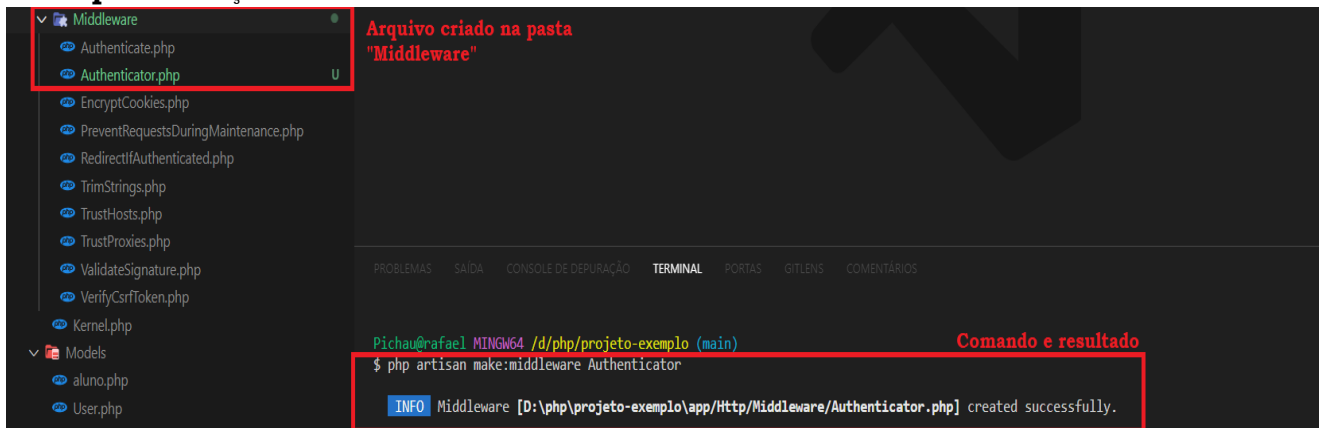 Middleware
Arquivo criado na pasta
"Middleware"
Authenticate.php
Authenticator.php U
EncryptCookies.php
PreventRequestsDuringMaintenance.php
RedirectIfAuthenticated.php
TrimStrings.php
TrustHosts.php
TrustProxies.php
ValidateSignature.php
VerifyCsrfToken.php
Kernel.php
Models
aluno.php
User.php
PROBLEMAS SAÍDA CONSOLE DE DEPURAÇÃO TERMINAL PORTAS GITLENS COMENTÁRIOS
Pichau@rafael MINGW64 /d/php/projeto-exemplo (main)
Comando e resultado
$ php artisan make:middleware Authenticator
INFO Middleware [D:\php\projeto-exemplo\app/Http/Middleware/Authenticator.php] created successfully.